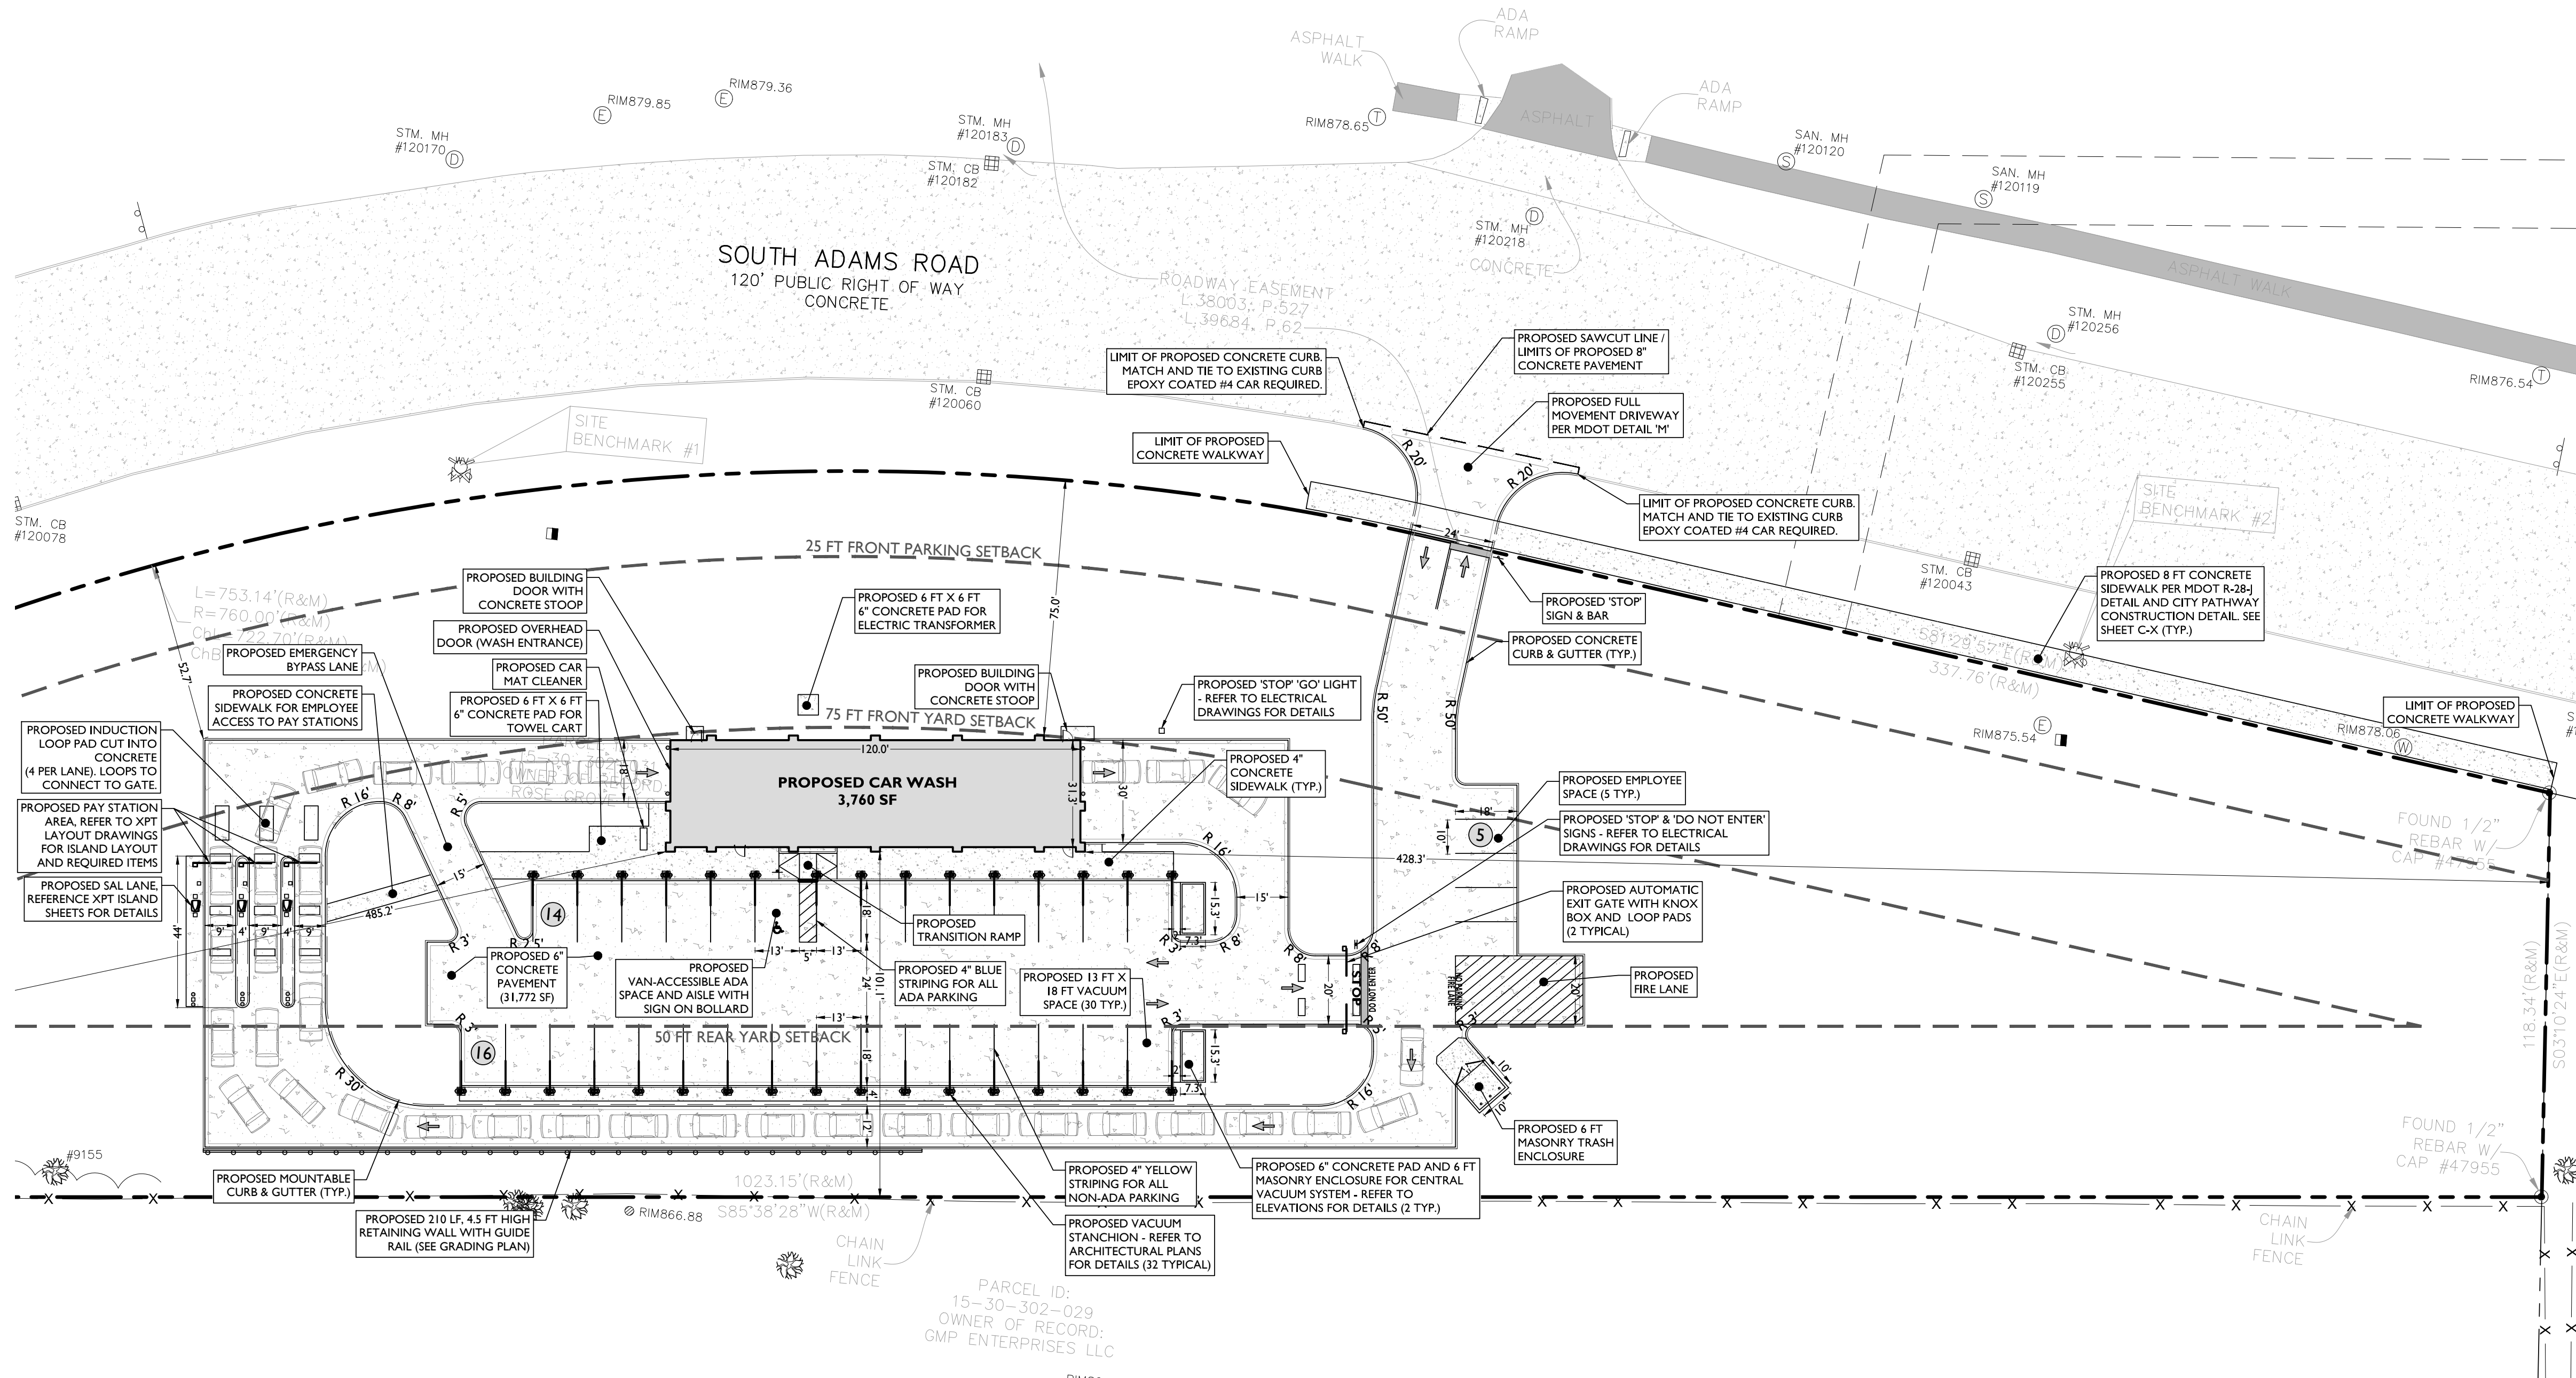 ASPHALT
WALK
ADA
RAMP
ADA
RAMP
RIM879.85
E
RIM879.36
E
STM. MH
#120170
D
STM. MH
#120183
D
STM. CB
#120182
RIM878.65
T
ASPHALT
SAN. MH
#120120
S
SAN. MH
#120119
S
STM. MH
#120218
D
CONCRETE
SOUTH ADAMS ROAD
120' PUBLIC RIGHT OF WAY
CONCRETE
ROADWAY EASEMENT
L.38003, P.527
L.39684, P.62
ASPHALT WALK
STM. MH
#120256
D
STM. CB
#120255
RIM876.54
T
STM. CB
#120060
SITE
BENCHMARK #1
STM. CB
#120078
LIMIT OF PROPOSED CONCRETE CURB.
MATCH AND TIE TO EXISTING CURB
EPOXY COATED #4 CAR REQUIRED.
PROPOSED SAWCUT LINE /
LIMITS OF PROPOSED 8"
CONCRETE PAVEMENT
PROPOSED FULL
MOVEMENT DRIVEWAY
PER MDOT DETAIL 'M'
LIMIT OF PROPOSED
CONCRETE WALKWAY
R 20'
R 20'
LIMIT OF PROPOSED CONCRETE CURB.
MATCH AND TIE TO EXISTING CURB
EPOXY COATED #4 CAR REQUIRED.
SITE
BENCHMARK #2
24'
STM. CB
#120043
PROPOSED 8 FT CONCRETE
SIDEWALK PER MDOT R-28-J
DETAIL AND CITY PATHWAY
CONSTRUCTION DETAIL. SEE
SHEET C-X (TYP.)
25 FT FRONT PARKING SETBACK
L=753.14'(R&M)
R=760.00'(R&M)
ChL=722.70'(R&M)
52.7'
PROPOSED BUILDING
DOOR WITH
CONCRETE STOOP
PROPOSED 6 FT X 6 FT
6" CONCRETE PAD FOR
ELECTRIC TRANSFORMER
75.0'
PROPOSED 'STOP'
SIGN & BAR
PROPOSED OVERHEAD
DOOR (WASH ENTRANCE)
PROPOSED EMERGENCY
BYPASS LANE
PROPOSED CONCRETE
CURB & GUTTER (TYP.)
S81°29'57"E(R&M)
337.76'(R&M)
PROPOSED CAR
MAT CLEANER
PROPOSED BUILDING
DOOR WITH
CONCRETE STOOP
PROPOSED 'STOP' 'GO' LIGHT
- REFER TO ELECTRICAL
DRAWINGS FOR DETAILS
PROPOSED CONCRETE
SIDEWALK FOR EMPLOYEE
ACCESS TO PAY STATIONS
PROPOSED 6 FT X 6 FT
6" CONCRETE PAD FOR
TOWEL CART
75 FT FRONT YARD SETBACK
R 50'
R 50'
LIMIT OF PROPOSED
CONCRETE WALKWAY
RIM875.54
E
RIM878.06
W
PROPOSED INDUCTION
LOOP PAD CUT INTO
CONCRETE
(4 PER LANE). LOOPS TO
CONNECT TO GATE.
120.0'
18'
PROPOSED CAR WASH
3,760 SF
31.3'
30'
PROPOSED 4"
CONCRETE
SIDEWALK (TYP.)
PROPOSED EMPLOYEE
SPACE (5 TYP.)
PROPOSED PAY STATION
AREA, REFER TO XPT
LAYOUT DRAWINGS
FOR ISLAND LAYOUT
AND REQUIRED ITEMS
R 16'
R 8'
R 5'
18'
10'
5
PROPOSED 'STOP' & 'DO NOT ENTER'
SIGNS - REFER TO ELECTRICAL
DRAWINGS FOR DETAILS
FOUND 1/2"
REBAR W/
CAP #47955
R 16'
428.3'
PROPOSED SAL LANE,
REFERENCE XPT ISLAND
SHEETS FOR DETAILS
15'
485.2'
14
18'
PROPOSED
TRANSITION RAMP
15.3'
15'
PROPOSED AUTOMATIC
EXIT GATE WITH KNOX
BOX AND LOOP PADS
(2 TYPICAL)
44'
9'
4'
9'
4'
9'
R 3'
R 2.5'
R 3'
7.3'
R 8'
R 8'
R 8'
PROPOSED 6"
CONCRETE
PAVEMENT
(31,772 SF)
13'
5'
13'
PROPOSED
VAN-ACCESSIBLE ADA
SPACE AND AISLE WITH
SIGN ON BOLLARD
24'
101.1'
PROPOSED 4" BLUE
STRIPING FOR ALL
ADA PARKING
PROPOSED 13 FT X
18 FT VACUUM
SPACE (30 TYP.)
20'
STOP
DO NOT ENTER
NO PARKING
FIRE LANE
20'
PROPOSED
FIRE LANE
118.34'(R&M)
S03°10'24"E(R&M)
R 3'
13'
R 3'
R 5'
R 3'
50 FT REAR YARD SETBACK
16
18'
15.3'
2'
7.3'
10'
10'
R 30'
4'
R 16'
12'
PROPOSED 6 FT
MASONRY TRASH
ENCLOSURE
FOUND 1/2"
REBAR W/
CAP #47955
#9155
PROPOSED MOUNTABLE
CURB & GUTTER (TYP.)
1023.15'(R&M)
S85°38'28"W(R&M)
RIM866.88
PROPOSED 4" YELLOW
STRIPING FOR ALL
NON-ADA PARKING
PROPOSED 6" CONCRETE PAD AND 6 FT
MASONRY ENCLOSURE FOR CENTRAL
VACUUM SYSTEM - REFER TO
ELEVATIONS FOR DETAILS (2 TYP.)
PROPOSED 210 LF, 4.5 FT HIGH
RETAINING WALL WITH GUIDE
RAIL (SEE GRADING PLAN)
PROPOSED VACUUM
STANCHION - REFER TO
ARCHITECTURAL PLANS
FOR DETAILS (32 TYPICAL)
CHAIN
LINK
FENCE
CHAIN
LINK
FENCE
PARCEL ID:
15-30-302-029
OWNER OF RECORD:
GMP ENTERPRISES LLC